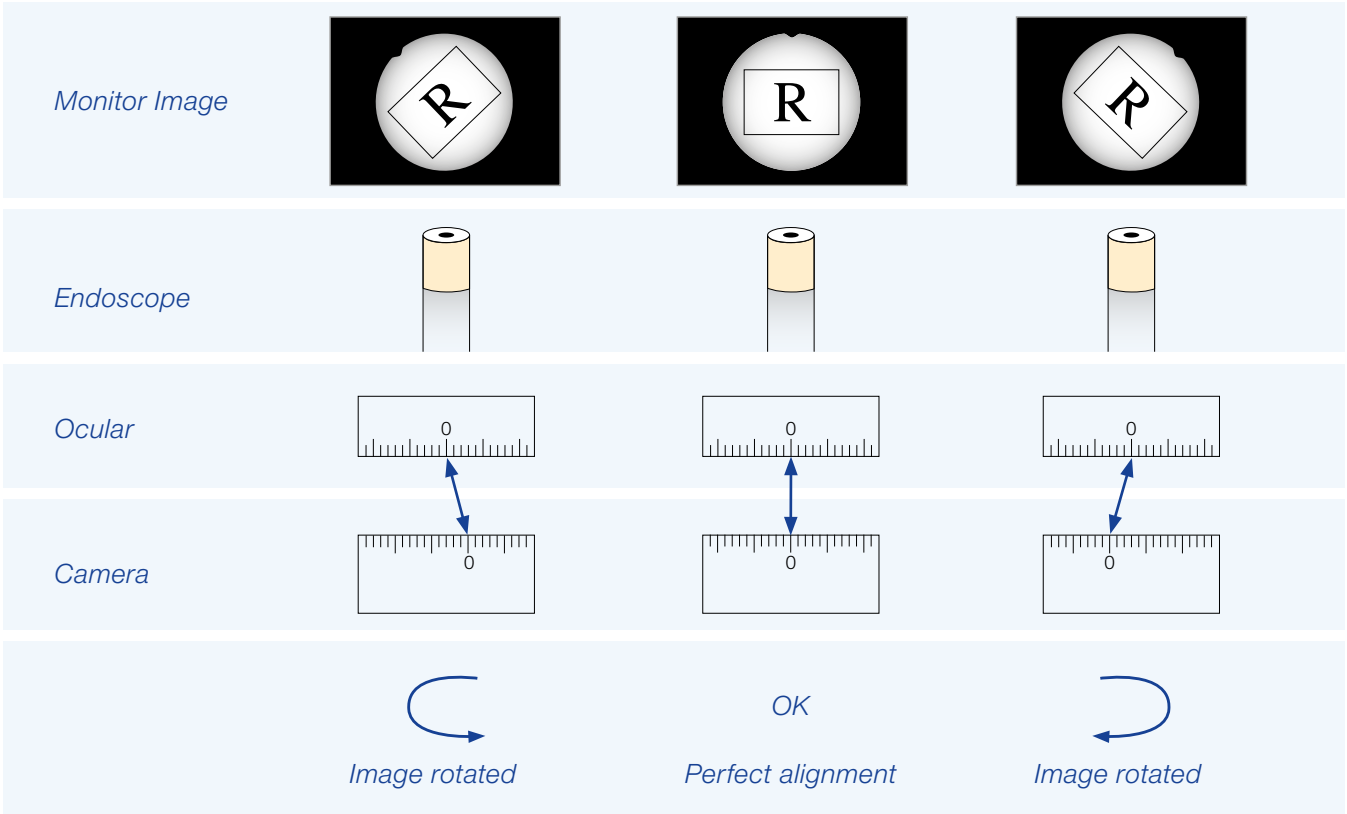 Monitor Image
R
R
R
Endoscope
Ocular
0
0
0
Camera
0
0
0
OK
Image rotated
Perfect alignment
Image rotated